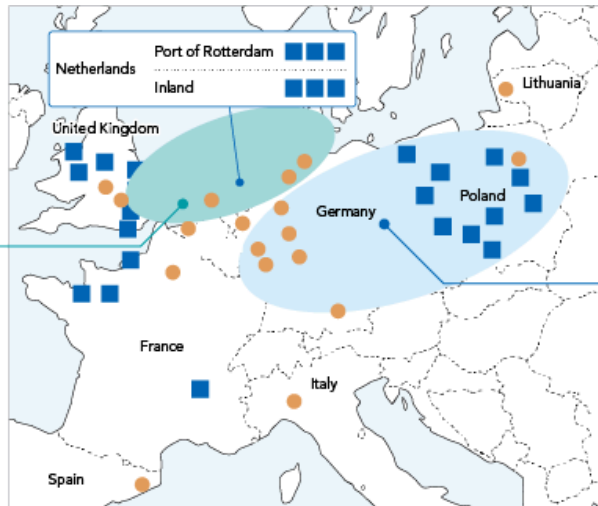 Netherlands
Port of Rotterdam
Inland
Lithuania
United Kingdom
Poland
Germany
France
Italy
Spain